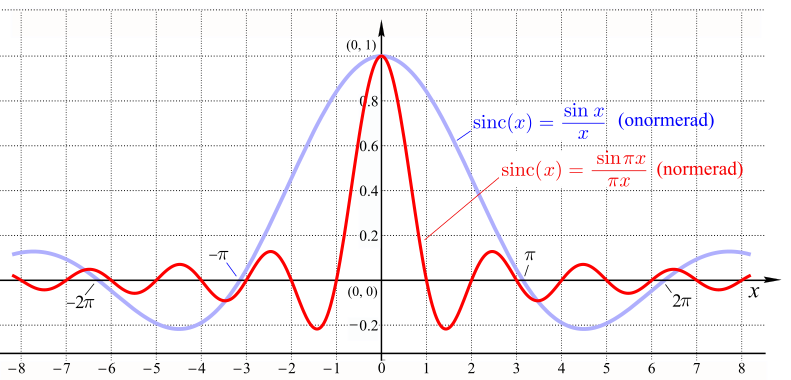 (0, 1)
0.8
0.6
0.4
0.2
−0.2
sinc(x) = sin x / x (onormerad)
sinc(x) = sin πx / πx (normerad)
−π
π
−2π
2π
(0, 0)
x
−8 −7 −6 −5 −4 −3 −2 −1 0 1 2 3 4 5 6 7 8